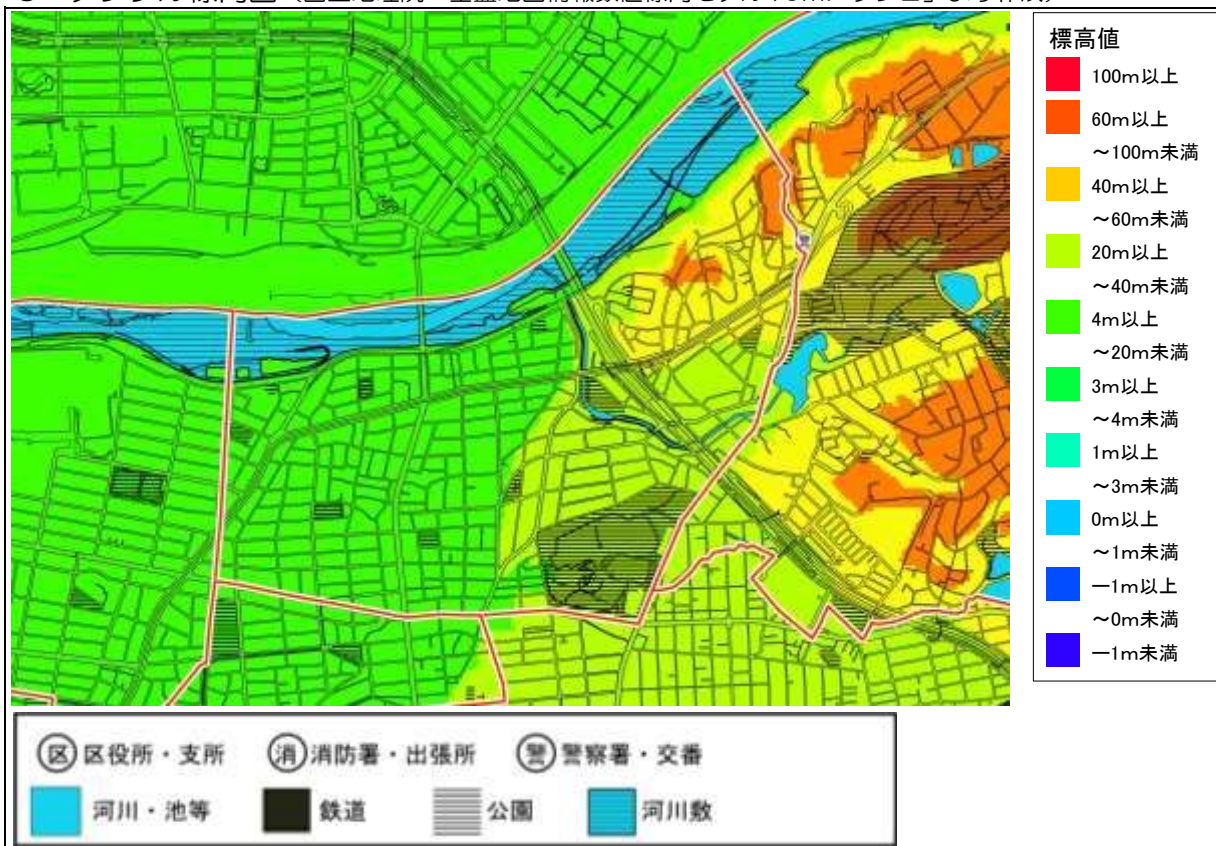 標高値
100m以上
60m以上
～100m未満
40m以上
～60m未満
20m以上
～40m未満
4m以上
～20m未満
3m以上
～4m未満
1m以上
～3m未満
0m以上
～1m未満
－1m以上
～0m未満
－1m未満
警
区 区役所・支所 消 消防署・出張所 警 警察署・交番
河川・池等 鉄道 公園 河川敷